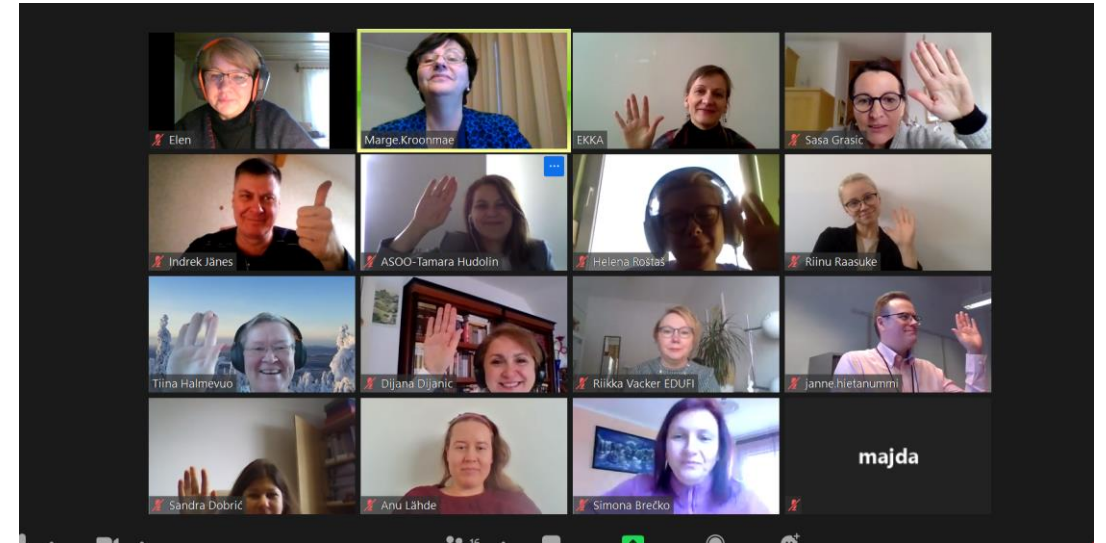 Elen
Marge.Kroonmae
EKKA
Sasa Grasic
Indrek Jänes
ASOO-Tamara Hudolin
Helena Roštaš
Riinu Raasuke
Tiina Halmevuo
Dijana Dijanic
Riikka Vacker EDUFI
janne.hietanummi
Sandra Dobrić
Anu Lähde
Simona Brečko
majda
16